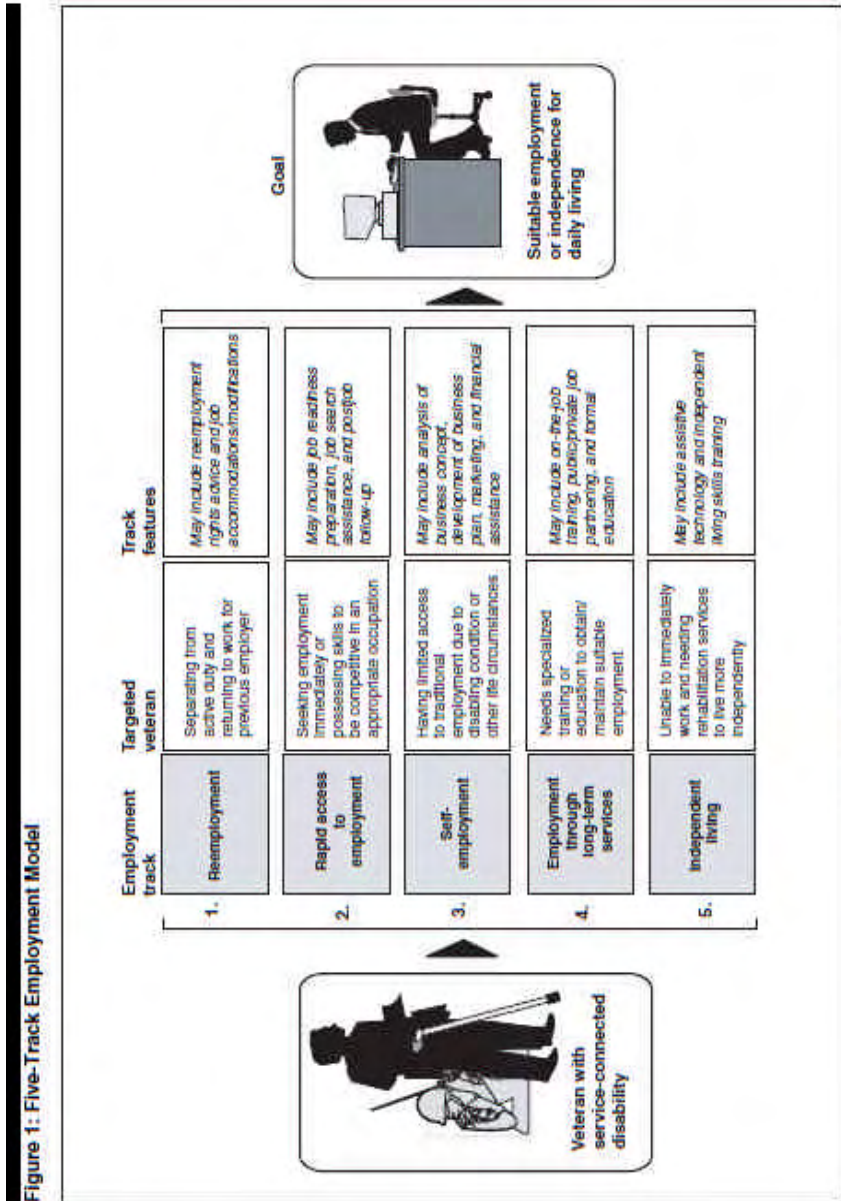 Figure 1: Five-Track Employment Model
Veteran with
service-connected
disability
Employment
track
Targeted
veteran
Track
features
1.
Reemployment
Separating from
active duty and
returning to work for
previous employer
May include reemployment
rights advice and job
accommodations/modifications
2.
Rapid access
to
employment
Seeking employment
immediately or
possessing skills to
be competitive in an
appropriate occupation
May include job readiness
preparation, job search
assistance, and postjob
follow-up
3.
Self-
employment
Having limited access
to traditional
employment due to
disabling condition or
other life circumstances
May include analysis of
business concept,
development of business
plan, marketing, and financial
assistance
4.
Employment
through
long-term
services
Needs specialized
training or
education to obtain/
maintain suitable
employment
May include on-the-job
training, public/private job
partnering, and formal
education
5.
Independent
living
Unable to immediately
work and needing
rehabilitation services
to live more
independently
May include assistive
technology and independent
living skills training
Goal
Suitable employment
or independence for
daily living